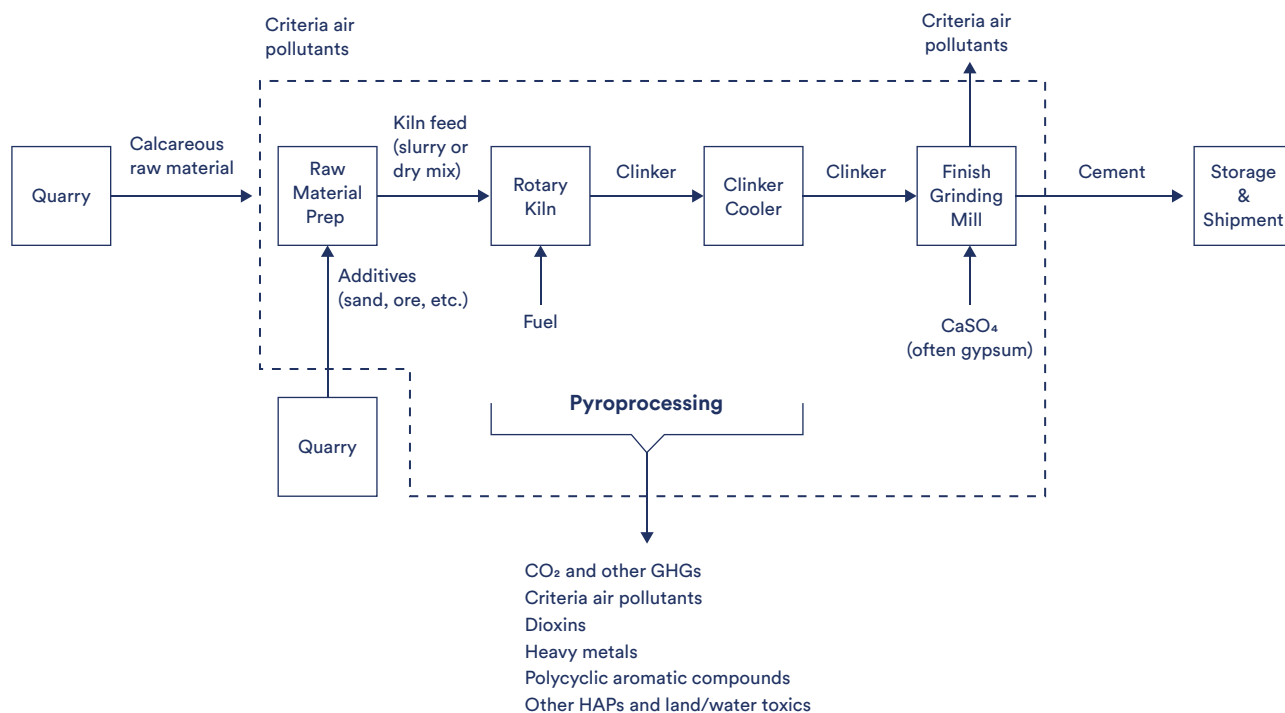 Criteria air
pollutants
Criteria air
pollutants
Quarry
Calcareous
raw material
Raw
Material
Prep
Kiln feed
(slurry or
dry mix)
Rotary
Kiln
Clinker
Clinker
Cooler
Clinker
Finish
Grinding
Mill
Cement
Storage
&
Shipment
Additives
(sand, ore, etc.)
Fuel
CaSO₄
(often gypsum)
Quarry
Pyroprocessing
CO₂ and other GHGs
Criteria air pollutants
Dioxins
Heavy metals
Polycyclic aromatic compounds
Other HAPs and land/water toxics